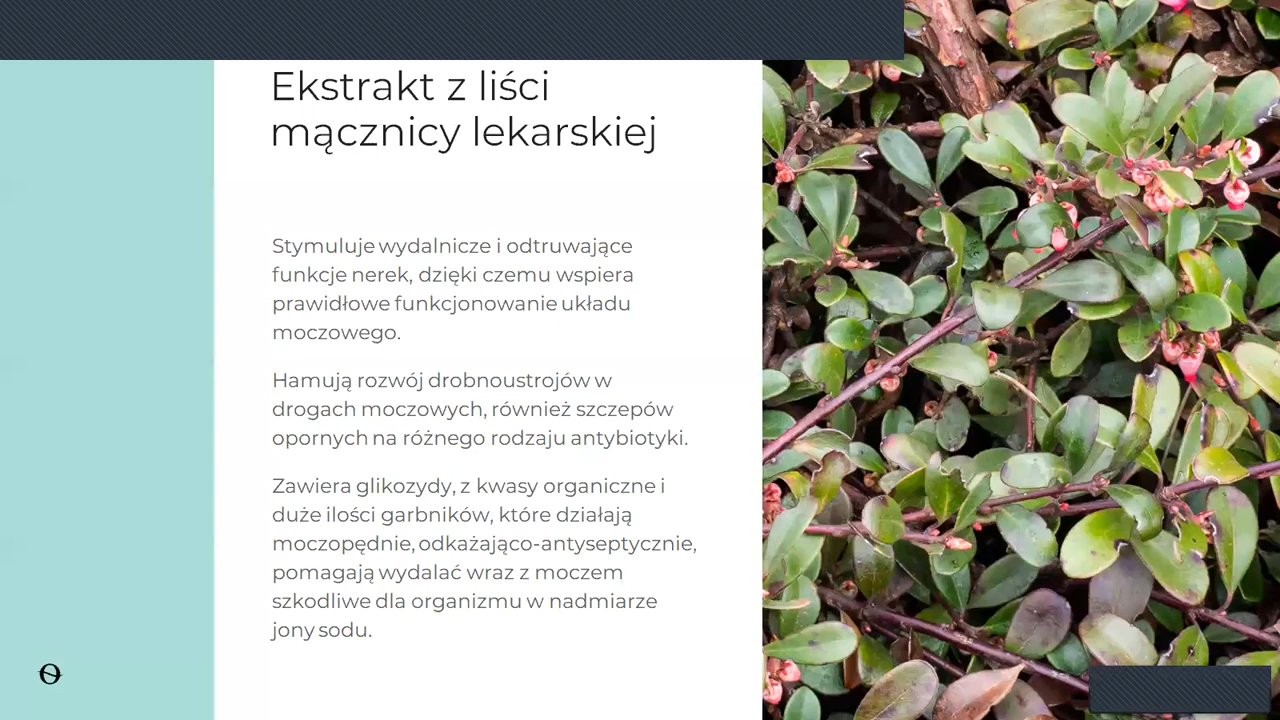 Ekstrakt z liści
mącznicy lekarskiej
Stymuluje wydalnicze i odtruwające
funkcje nerek, dzięki czemu wspiera
prawidłowe funkcjonowanie układu
moczowego.
Hamują rozwój drobnoustrojów w
drogach moczowych, również szczepów
opornych na różnego rodzaju antybiotyki.
Zawiera glikozydy, z kwasy organiczne i
duże ilości garbników, które działają
moczopędnie, odkażająco-antyseptycznie,
pomagają wydalać wraz z moczem
szkodliwe dla organizmu w nadmiarze
jony sodu.